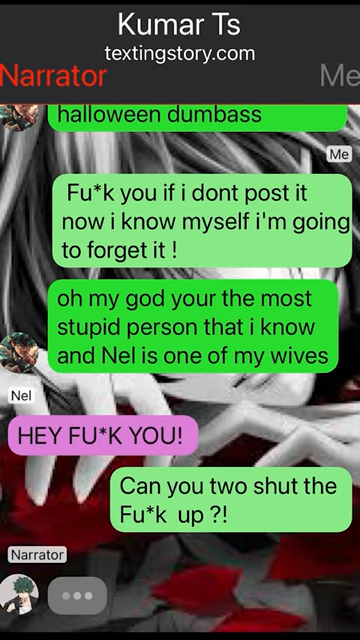 Kumar Ts
textingstory.com
Narrator
Me
halloween dumbass
Me
Fu*k you if i dont post it
now i know myself i'm going
to forget it !
oh my god your the most
stupid person that i know
and Nel is one of my wives
Nel
HEY FU*K YOU!
Can you two shut the
Fu*k up ?!
Narrator